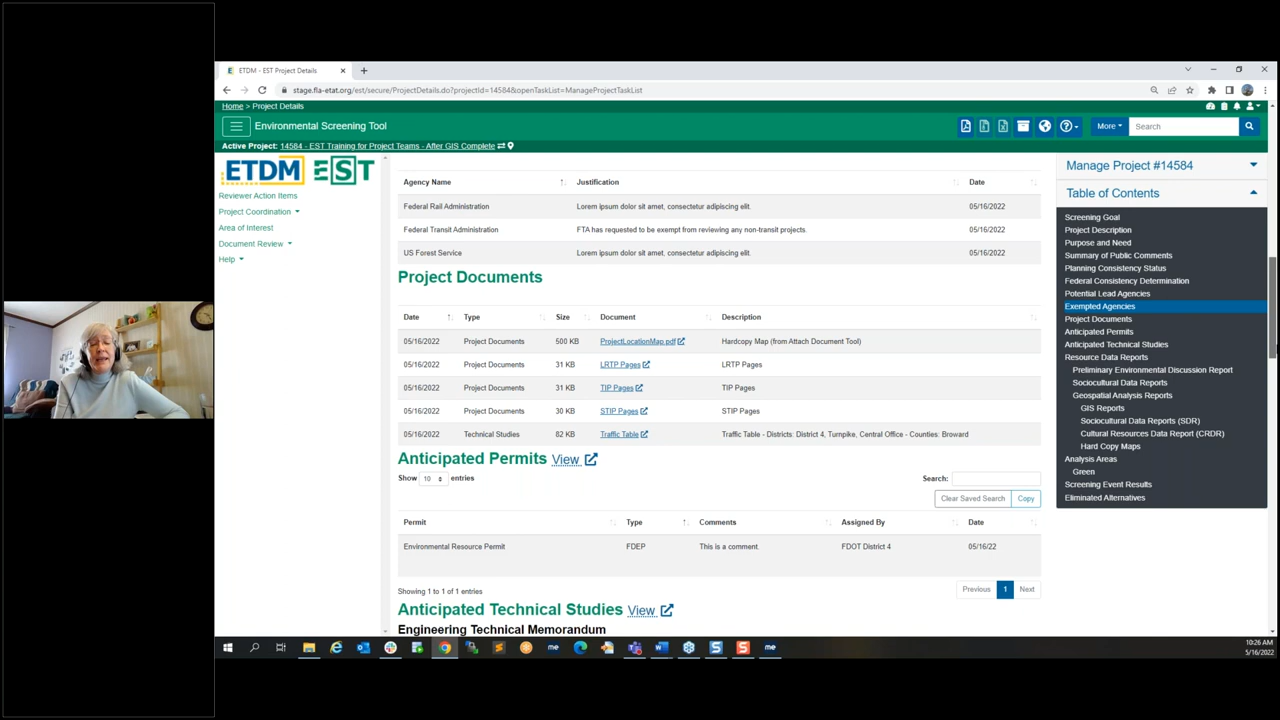 ETDM - EST Project Details
stage.fla-etat.org/est/secure/ProjectDetails.do?projectId=14584&openTaskList=ManageProjectTaskList
Home > Project Details
Environmental Screening Tool
More
Search
Active Project: 14584 - EST Training for Project Teams - After GIS Complete
ETDM EST
Reviewer Action Items
Project Coordination
Area of Interest
Document Review
Help
Agency Name Justification Date
Federal Rail Administration Lorem ipsum dolor sit amet, consectetur adipiscing elit. 05/16/2022
Federal Transit Administration FTA has requested to be exempt from reviewing any non-transit projects. 05/16/2022
US Forest Service Lorem ipsum dolor sit amet, consectetur adipiscing elit. 05/16/2022
Project Documents
Date Type Size Document Description
05/16/2022 Project Documents 500 KB ProjectLocationMap.pdf Hardcopy Map (from Attach Document Tool)
05/16/2022 Project Documents 31 KB LRTP Pages LRTP Pages
05/16/2022 Project Documents 31 KB TIP Pages TIP Pages
05/16/2022 Project Documents 30 KB STIP Pages STIP Pages
05/16/2022 Technical Studies 82 KB Traffic Table Traffic Table - Districts: District 4, Turnpike, Central Office - Counties: Broward
Anticipated Permits View
Show 10 entries
Search:
Clear Saved Search Copy
Permit Type Comments Assigned By Date
Environmental Resource Permit FDEP This is a comment. FDOT District 4 05/16/22
Showing 1 to 1 of 1 entries
Previous 1 Next
Anticipated Technical Studies View
Engineering Technical Memorandum
Manage Project #14584
Table of Contents
Screening Goal
Project Description
Purpose and Need
Summary of Public Comments
Planning Consistency Status
Federal Consistency Determination
Potential Lead Agencies
Exempted Agencies
Project Documents
Anticipated Permits
Anticipated Technical Studies
Resource Data Reports
Preliminary Environmental Discussion Report
Sociocultural Data Reports
Geospatial Analysis Reports
GIS Reports
Sociocultural Data Reports (SDR)
Cultural Resources Data Report (CRDR)
Hard Copy Maps
Analysis Areas
Green
Screening Event Results
Eliminated Alternatives
me
me
10:26 AM
5/16/2022